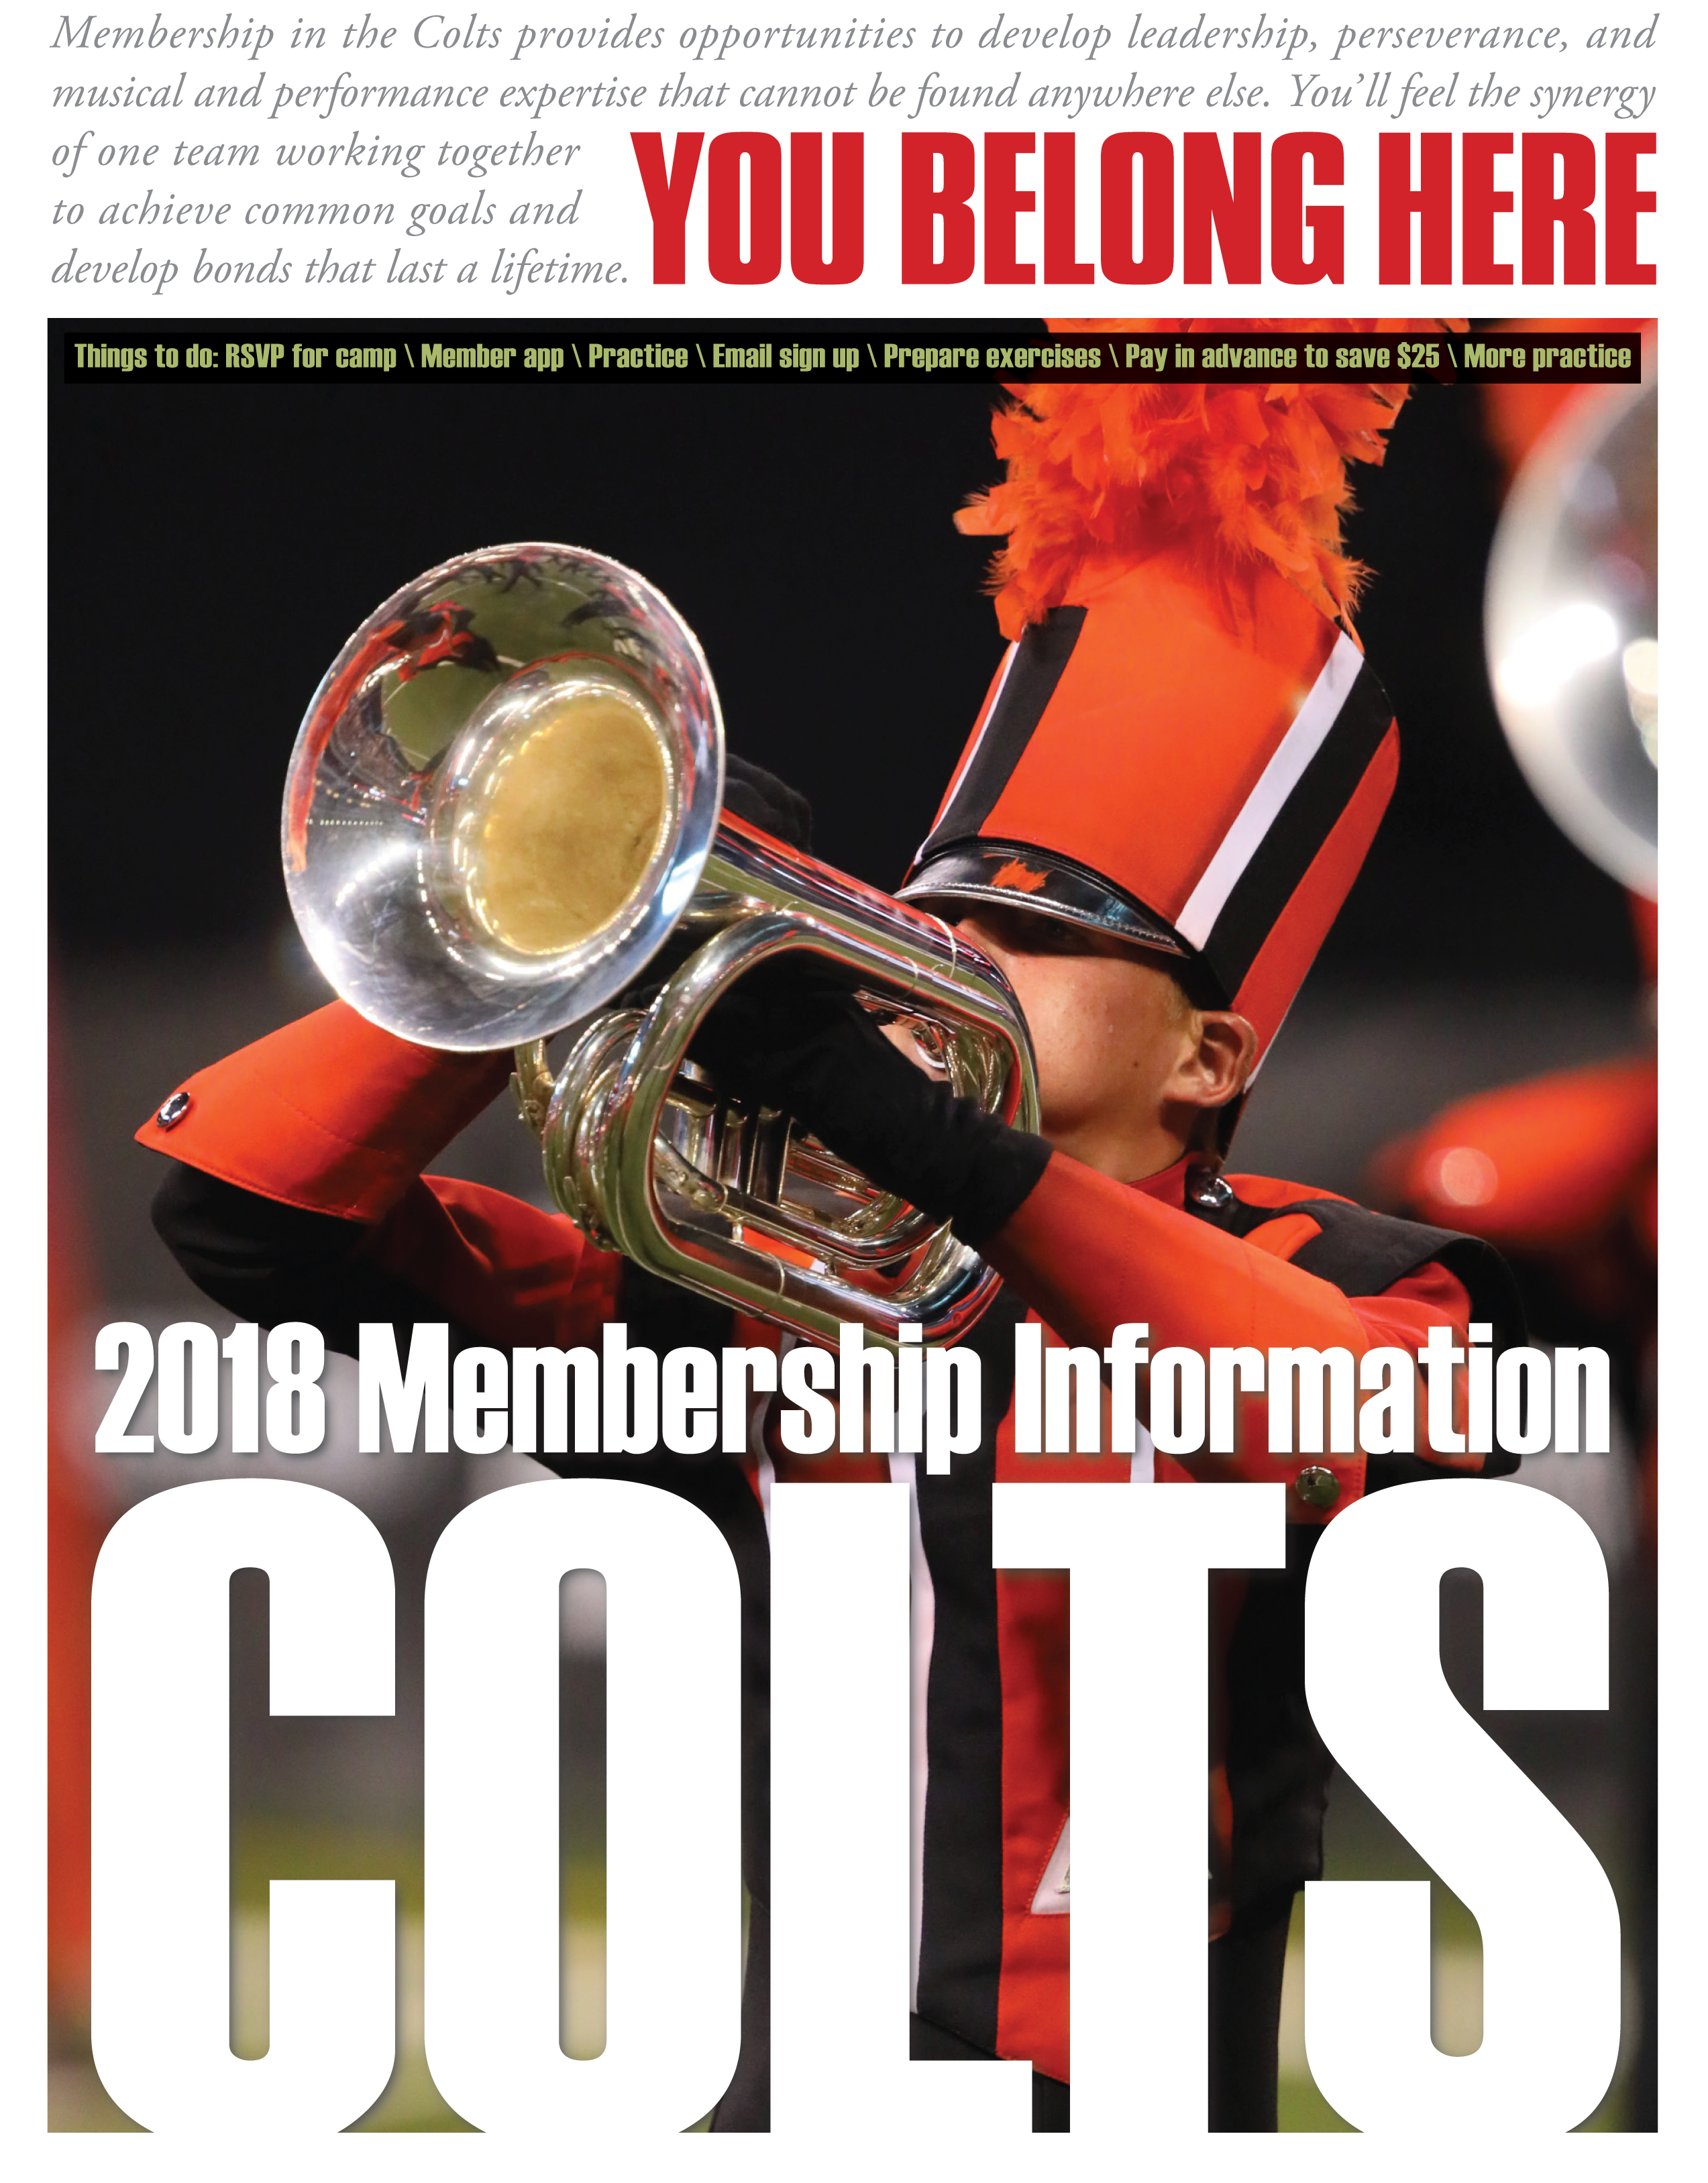 Membership in the Colts provides opportunities to develop leadership, perseverance, and
musical and performance expertise that cannot be found anywhere else. You'll feel the synergy
of one team working together
to achieve common goals and
develop bonds that last a lifetime.
YOU BELONG HERE
Things to do: RSVP for camp \ Member app \ Practice \ Email sign up \ Prepare exercises \ Pay in advance to save $25 \ More practice
2018 Membership Information
COLTS